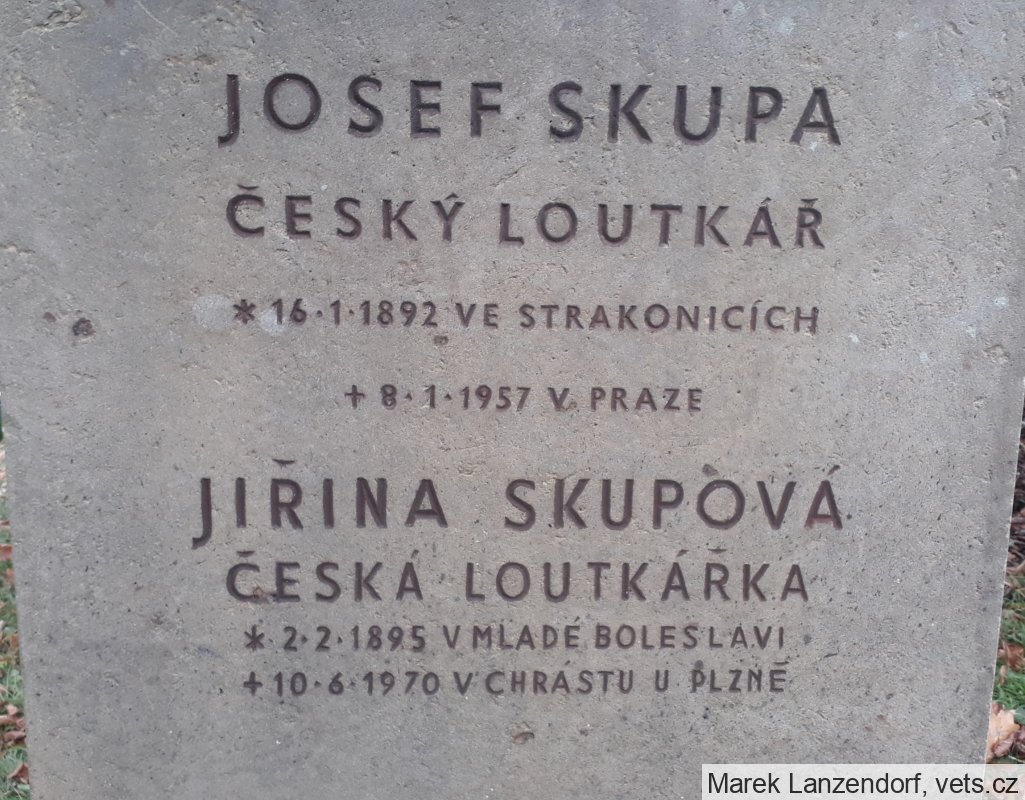 JOSEF SKUPA
ČESKÝ LOUTKÁŘ
* 16·1·1892 VE STRAKONICÍCH
+ 8·1·1957 V PRAZE
JIŘINA SKUPOVÁ
ČESKÁ LOUTKÁŘKA
* 2·2·1895 V MLADÉ BOLESLAVI
+ 10·6·1970 V CHRÁSTU U PLZNĚ
Marek Lanzendorf, vets.cz